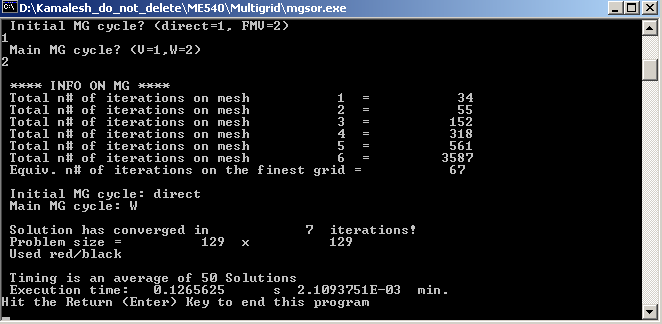 D:\Kamalesh_do_not_delete\ME540\Multigrid\mgsor.exe
Initial MG cycle? (direct=1, FMV=2)
1
Main MG cycle? (V=1,W=2)
2
**** INFO ON MG ****
Total n# of iterations on mesh 1 = 34
Total n# of iterations on mesh 2 = 55
Total n# of iterations on mesh 3 = 152
Total n# of iterations on mesh 4 = 318
Total n# of iterations on mesh 5 = 561
Total n# of iterations on mesh 6 = 3587
Equiv. n# of iterations on the finest grid = 67
Initial MG cycle: direct
Main MG cycle: W
Solution has converged in 7 iterations!
Problem size = 129 x 129
Used red/black
Timing is an average of 50 Solutions
Execution time: 0.1265625 s 2.1093751E-03 min.
Hit the Return (Enter) Key to end this program